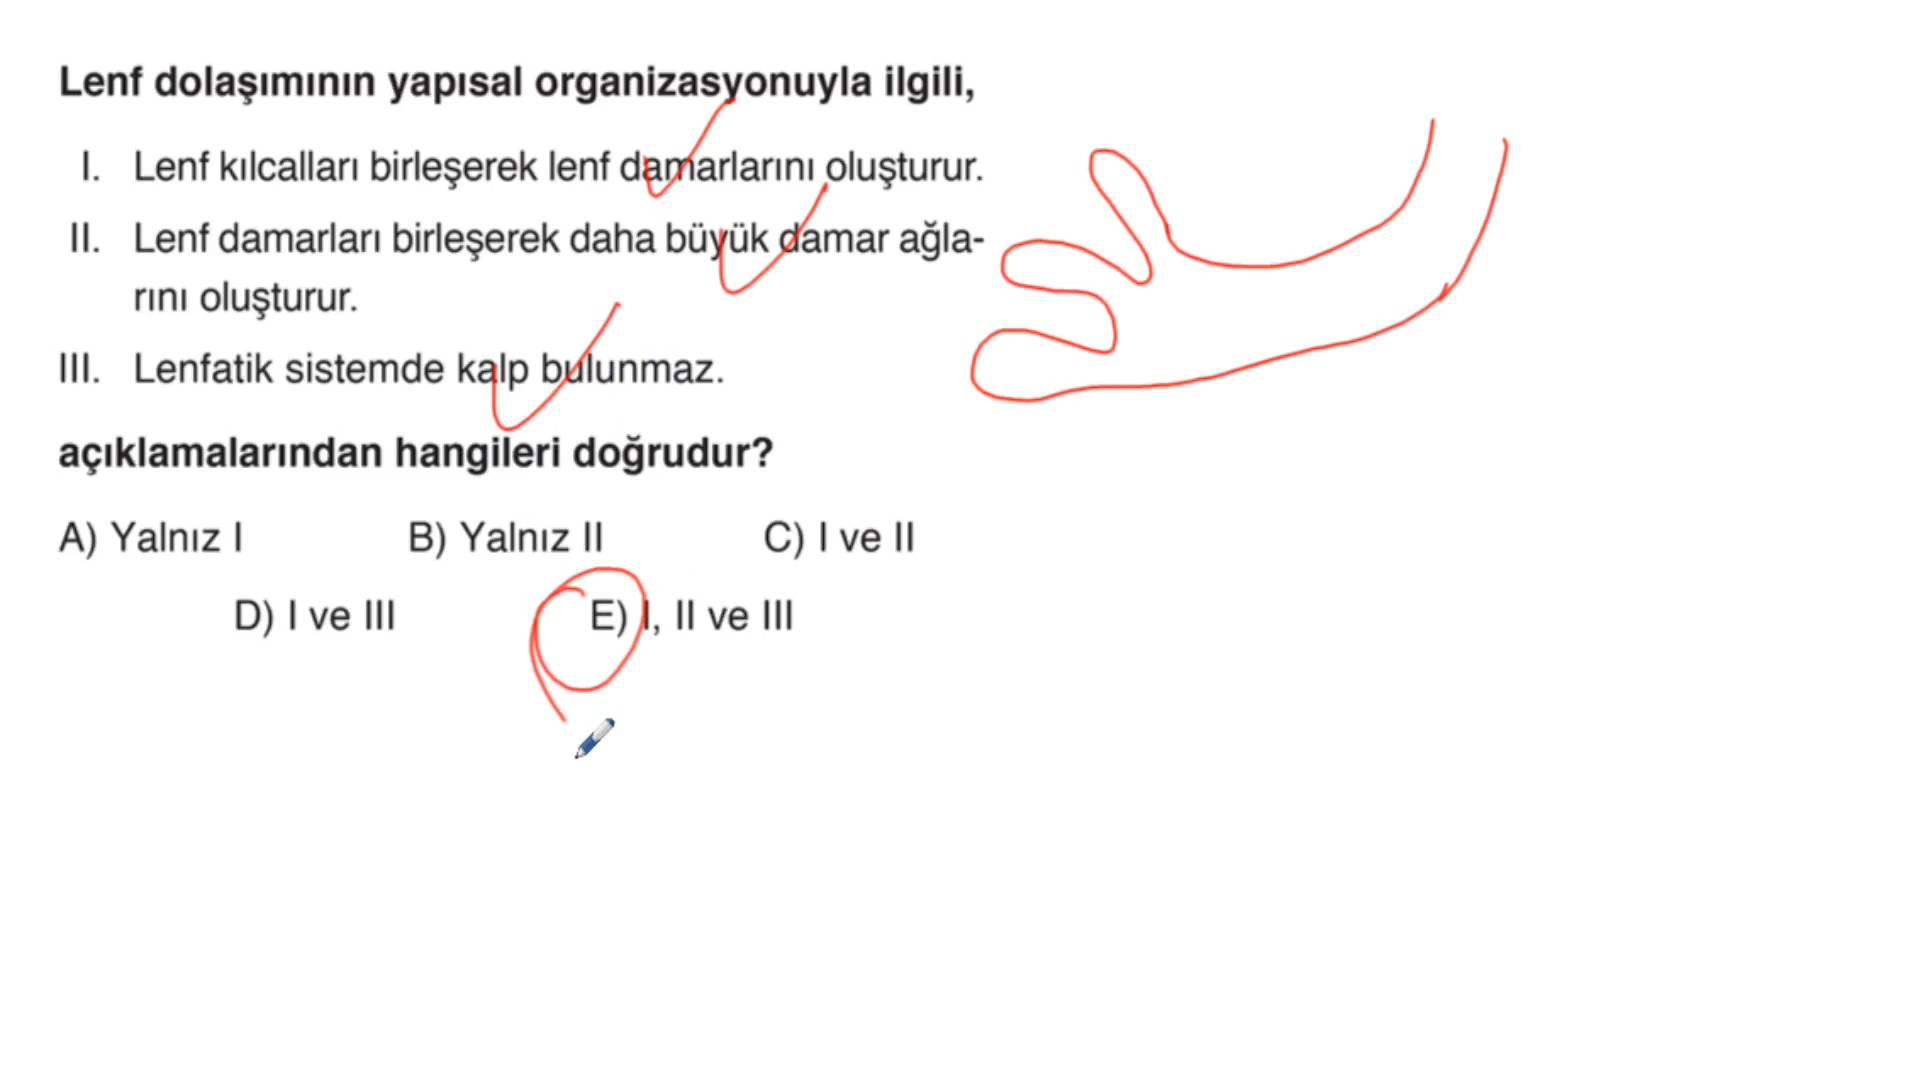 Lenf dolaşımının yapısal organizasyonuyla ilgili,
I. Lenf kılcalları birleşerek lenf damarlarını oluşturur.
II. Lenf damarları birleşerek daha büyük damar ağla-
rını oluşturur.
III. Lenfatik sistemde kalp bulunmaz.
açıklamalarından hangileri doğrudur?
A) Yalnız I B) Yalnız II C) I ve II
D) I ve III E) I, II ve III